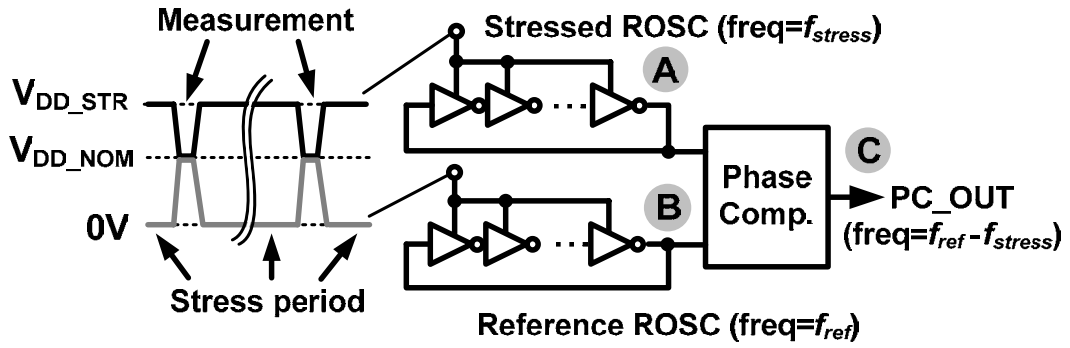 Measurement
Stressed ROSC (freq=fstress)
A
VDD_STR
VDD_NOM
0V
Stress period
Phase
Comp.
C
PC_OUT
(freq=fref-fstress)
B
Reference ROSC (freq=fref)